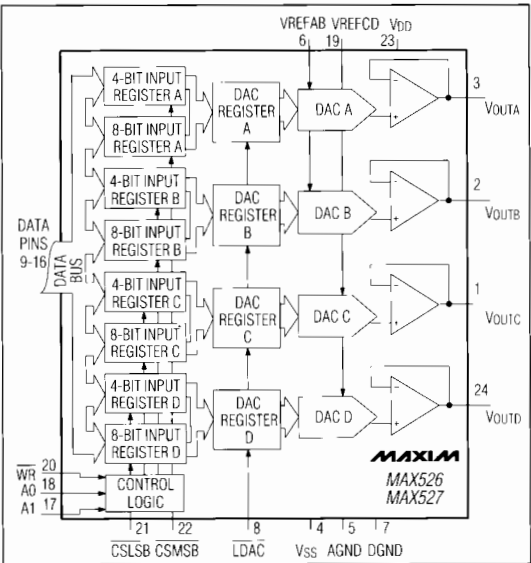 VREFAB VREFCD VDD
6 19 23
4-BIT INPUT
REGISTER A
8-BIT INPUT
REGISTER A
DAC
REGISTER
A
DAC A
-
+
3
VOUTA
4-BIT INPUT
REGISTER B
8-BIT INPUT
REGISTER B
DAC
REGISTER
B
DAC B
-
+
2
VOUTB
DATA
PINS
9-16
DATA
BUS
4-BIT INPUT
REGISTER C
8-BIT INPUT
REGISTER C
DAC
REGISTER
C
DAC C
-
+
1
VOUTC
4-BIT INPUT
REGISTER D
8-BIT INPUT
REGISTER D
DAC
REGISTER
D
DAC D
-
+
24
VOUTD
MAXIM
MAX526
MAX527
W̅R̅ 20
A0 18
A1 17
CONTROL
LOGIC
21 22 8 4 5 7
C̅S̅L̅S̅B̅ C̅S̅M̅S̅B̅ L̅D̅A̅C̅ VSS AGND DGND